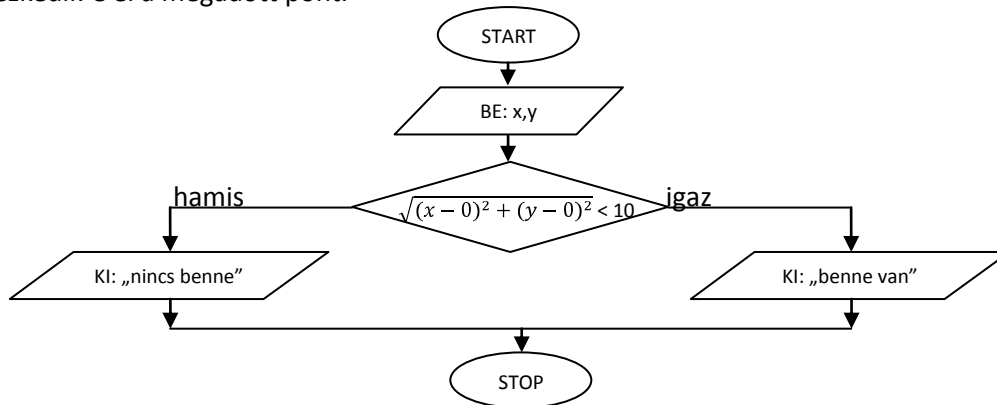 START
BE: x,y
hamis
√(x − 0)² + (y − 0)² < 10
igaz
KI: „nincs benne”
KI: „benne van”
STOP